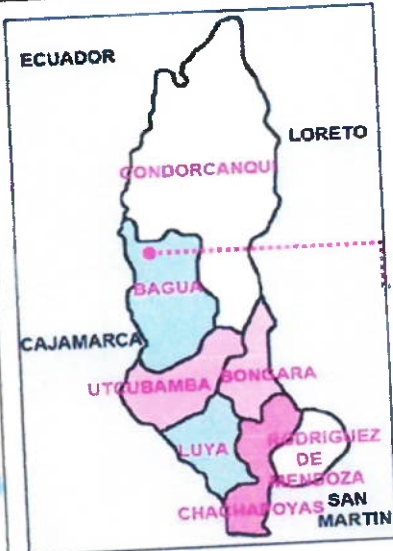 ECUADOR
LORETO
CONDORCANQUI
BAGUA
CAJAMARCA
UTCUBAMBA
BONGARA
LUYA
RODRIGUEZ
DE
MENDOZA
CHACHAPOYAS
SAN
MARTIN